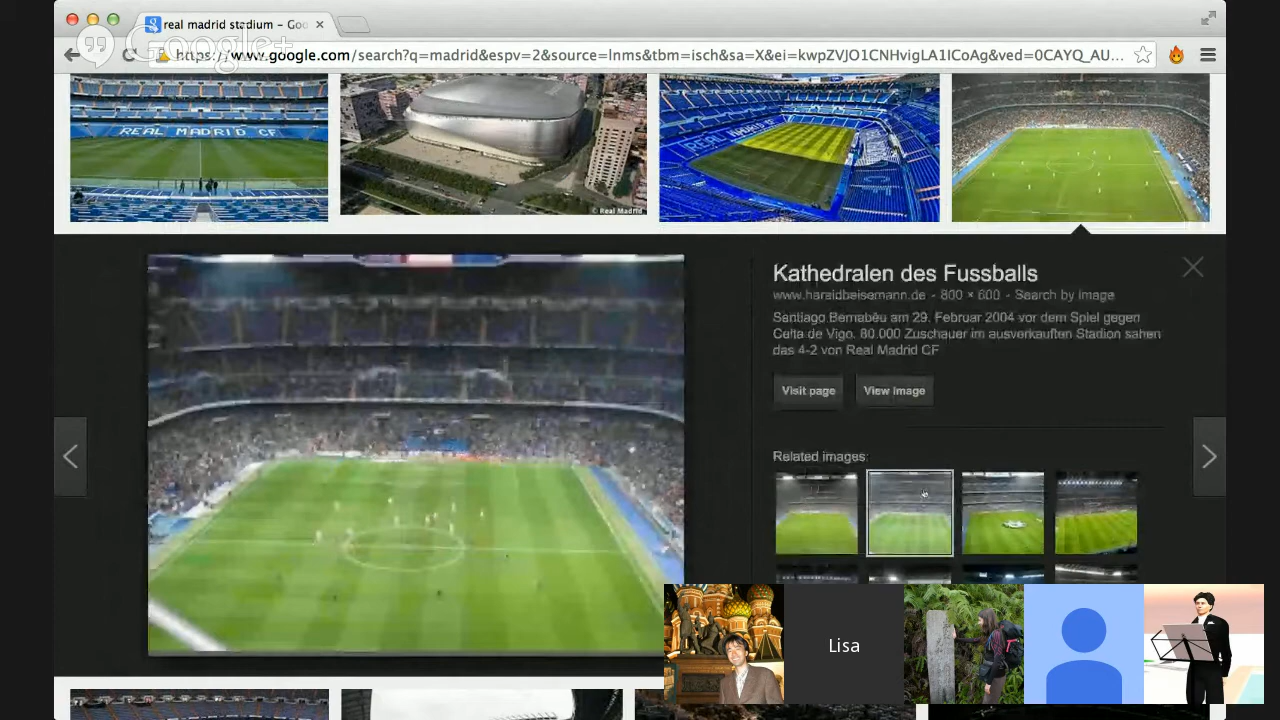 real madrid stadium – Goo
Google+
https://www.google.com/search?q=madrid&espv=2&source=lnms&tbm=isch&sa=X&ei=kwpZVJO1CNHvigLA1ICoAg&ved=0CAYQ_AU...
REAL MADRID CF
© Real Madrid
REAL MADRID C
Kathedralen des Fussballs
www.haraldbeisemann.de - 800 × 600 - Search by image
Santiago Bernabéu am 29. Februar 2004 vor dem Spiel gegen
Celta de Vigo. 80.000 Zuschauer im ausverkauften Stadion sahen
das 4-2 von Real Madrid CF
Visit page
View image
Related images:
Lisa